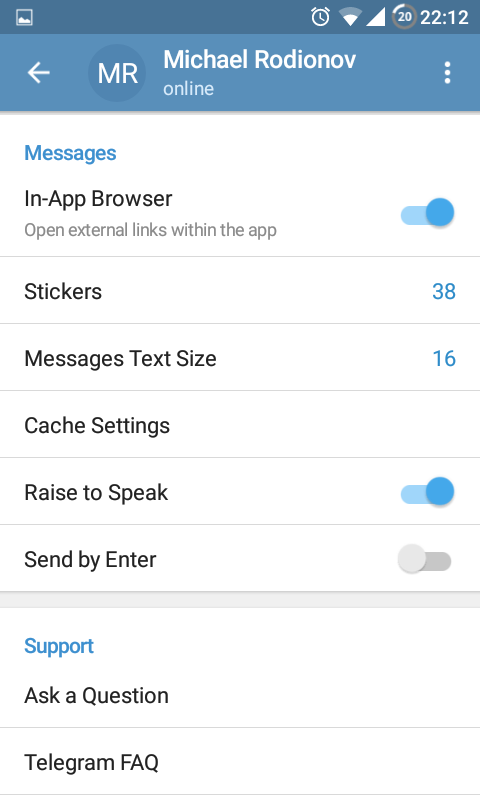 20 22:12
MR Michael Rodionov
online
Messages
In-App Browser
Open external links within the app
Stickers 38
Messages Text Size 16
Cache Settings
Raise to Speak
Send by Enter
Support
Ask a Question
Telegram FAQ